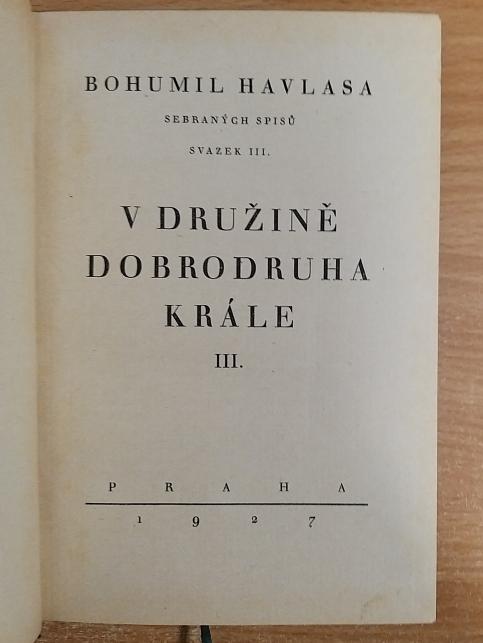 BOHUMIL HAVLASA
SEBRANÝCH SPISŮ
SVAZEK III.
V DRUŽINĚ
DOBRODRUHA
KRÁLE
III.
PRAHA
1927